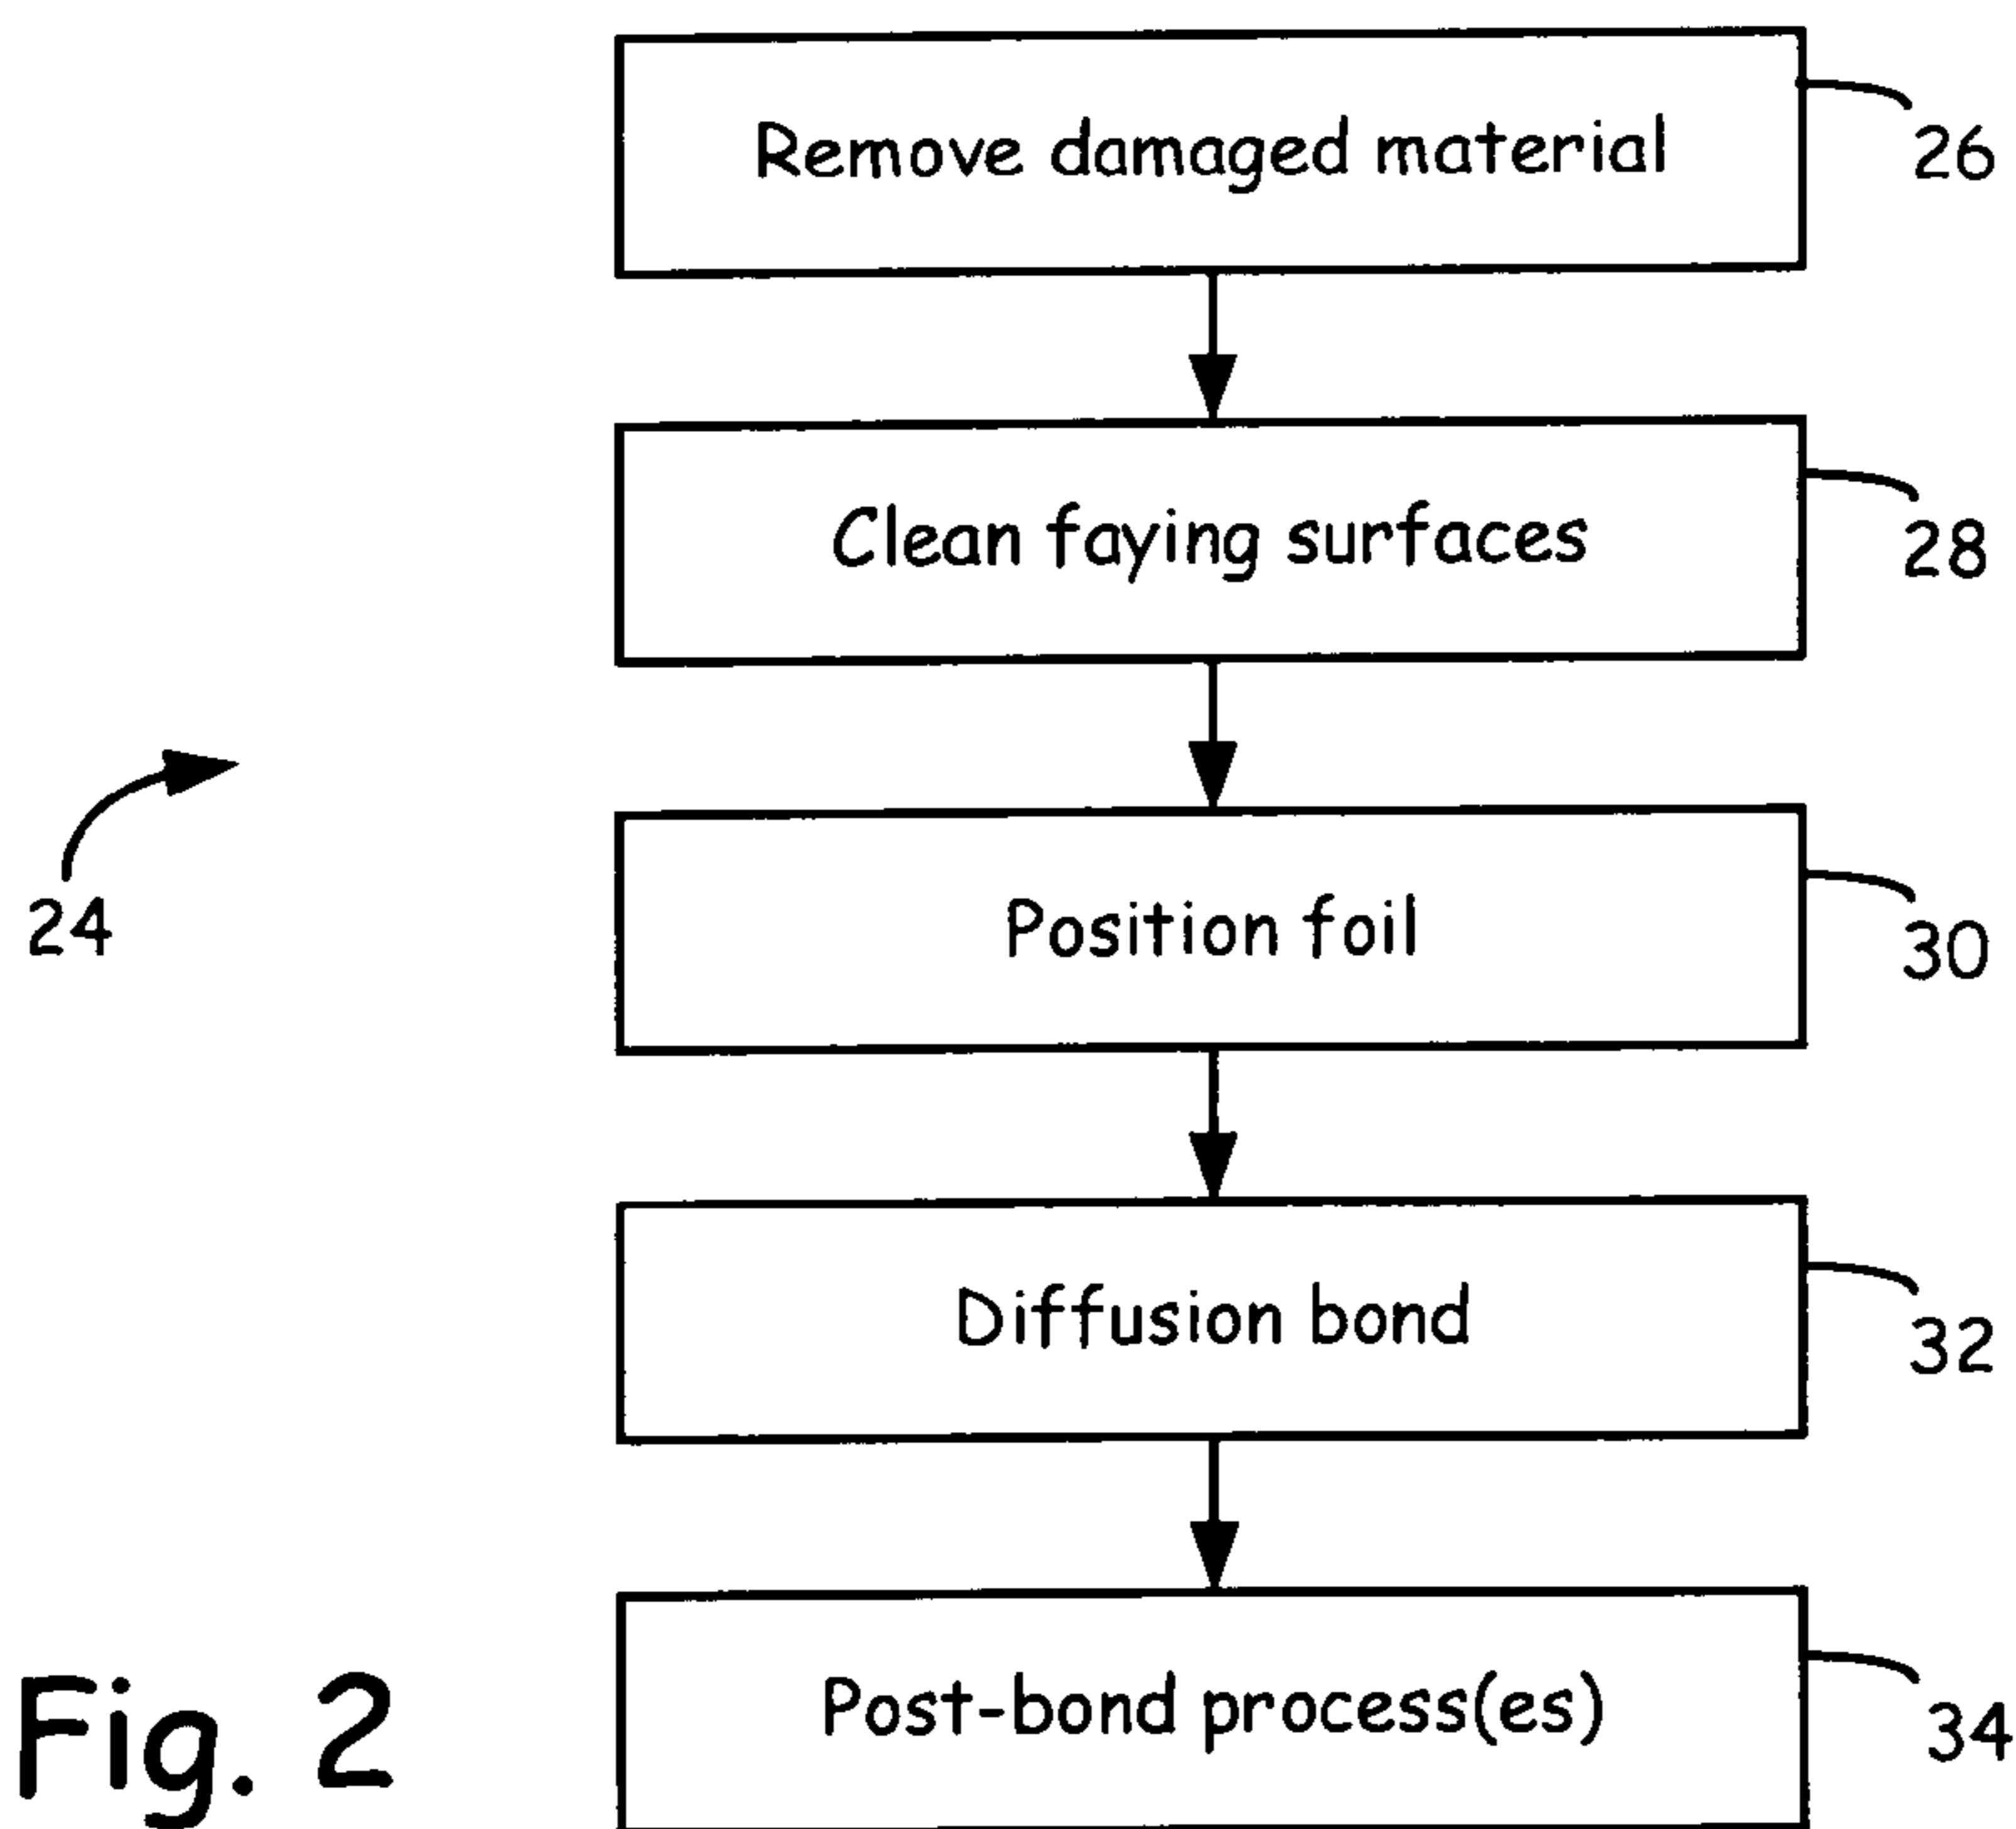 Remove damaged material
26
Clean faying surfaces
28
24
Position foil
30
Diffusion bond
32
Post-bond process(es)
34
Fig. 2